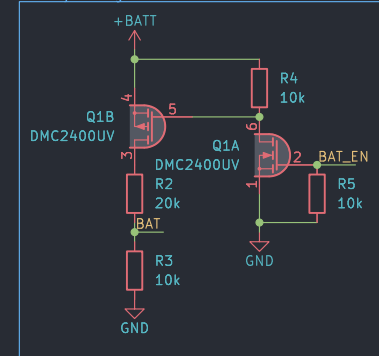 +BATT
R4
10k
4
5
Q1B
DMC2400UV
3
6
Q1A
DMC2400UV
2
BAT_EN
1
R2
20k
R5
10k
BAT
R3
10k
GND
GND